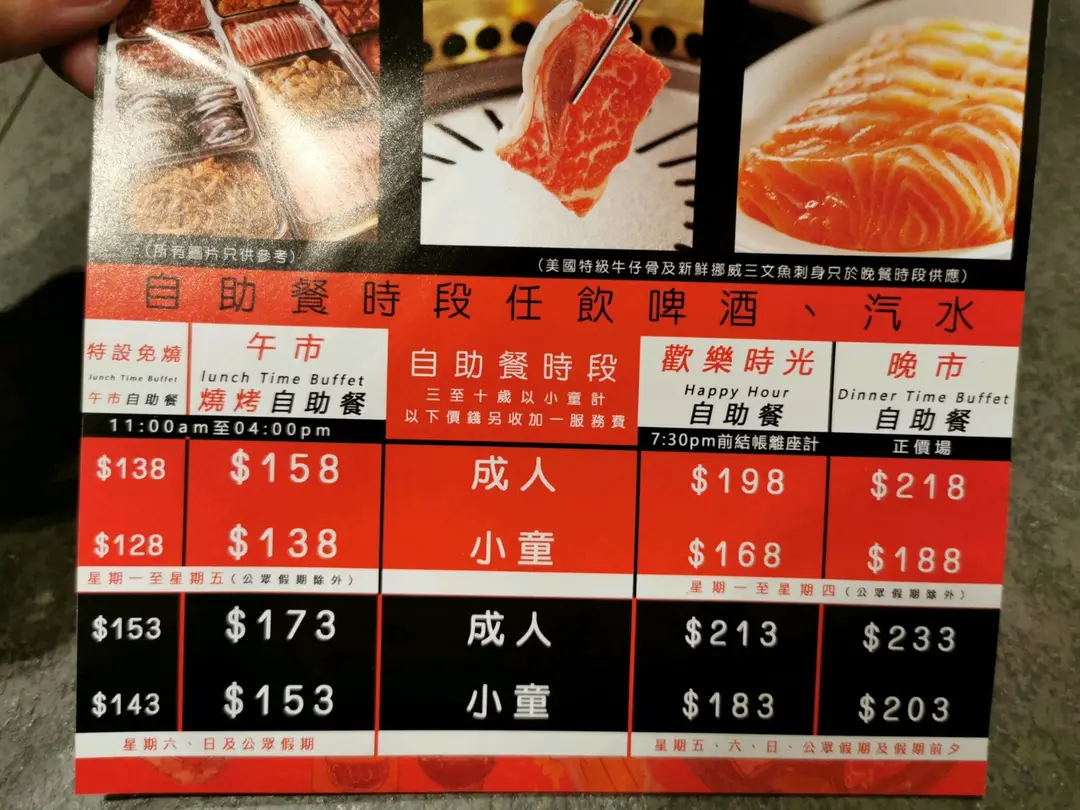 (所有圖片只供參考)
(美國特級牛仔骨及新鮮挪威三文魚刺身只於晚餐時段供應)
自助餐時段任飲啤酒、汽水
特設免燒
lunch Time Buffet
午市自助餐
午市
lunch Time Buffet
燒烤自助餐
11:00am至04:00pm
自助餐時段
三至十歲以小童計
以下價錢另收加一服務費
歡樂時光
Happy Hour
自助餐
7:30pm前結帳離座計
晚市
Dinner Time Buffet
自助餐
正價場
$138 $158 成人 $198 $218
$128 $138 小童 $168 $188
星期一至星期五(公眾假期除外)
星期一至星期四(公眾假期除外)
$153 $173 成人 $213 $233
$143 $153 小童 $183 $203
星期六、日及公眾假期
星期五、六、日、公眾假期及假期前夕